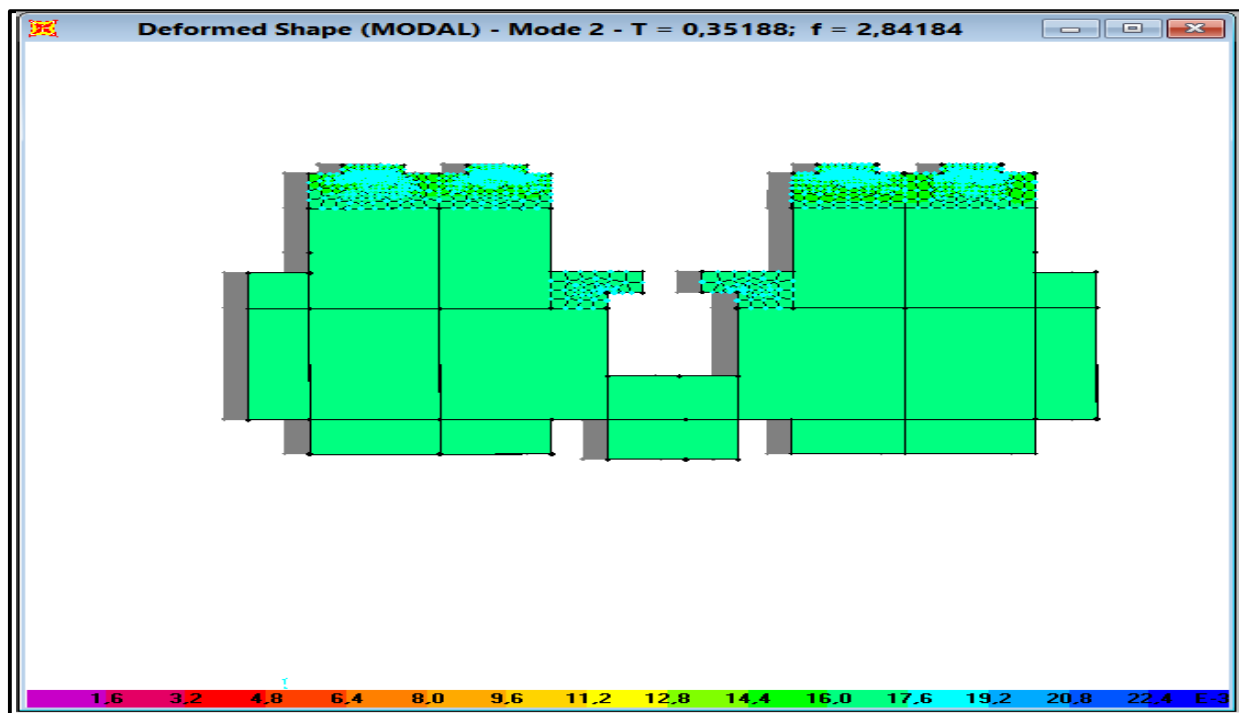 Deformed Shape (MODAL) - Mode 2 - T = 0,35188; f = 2,84184
1,6 3,2 4,8 6,4 8,0 9,6 11,2 12,8 14,4 16,0 17,6 19,2 20,8 22,4 E-3